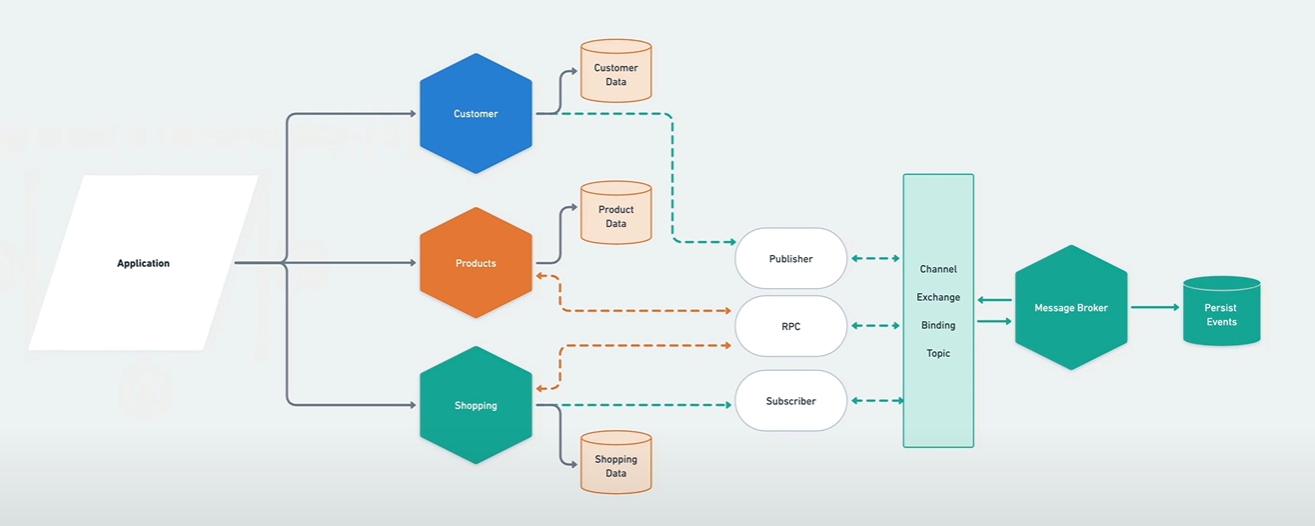 Customer
Data
Customer
Application
Product
Data
Products
Publisher
RPC
Subscriber
Channel
Exchange
Binding
Topic
Message Broker
Persist
Events
Shopping
Shopping
Data